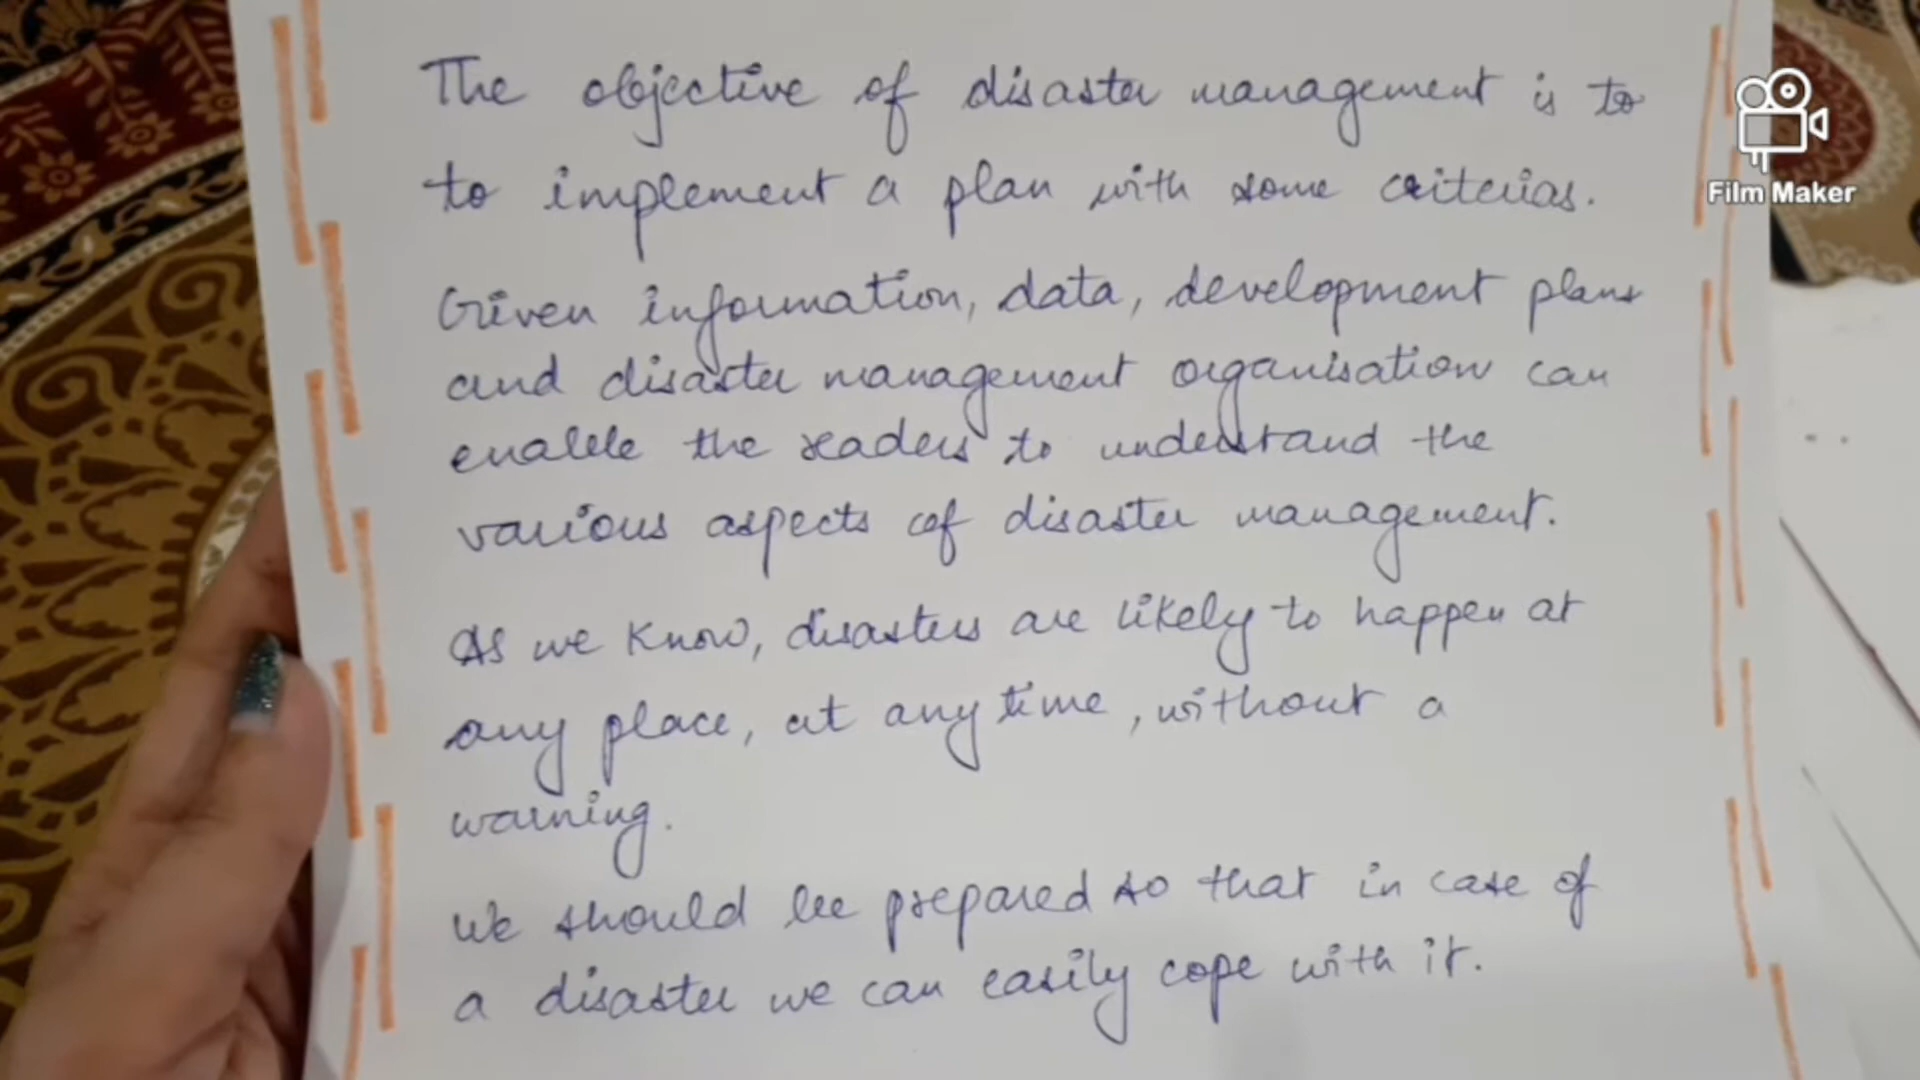 The objective of disaster management is to
to implement a plan with some criterias.
Given information, data, development plans
and disaster management organisation can
enable the readers to understand the
various aspects of disaster management.
As we know, disasters are likely to happen at
any place, at any time, without a
warning.
We should be prepared so that in case of
a disaster we can easily cope with it.
Film Maker